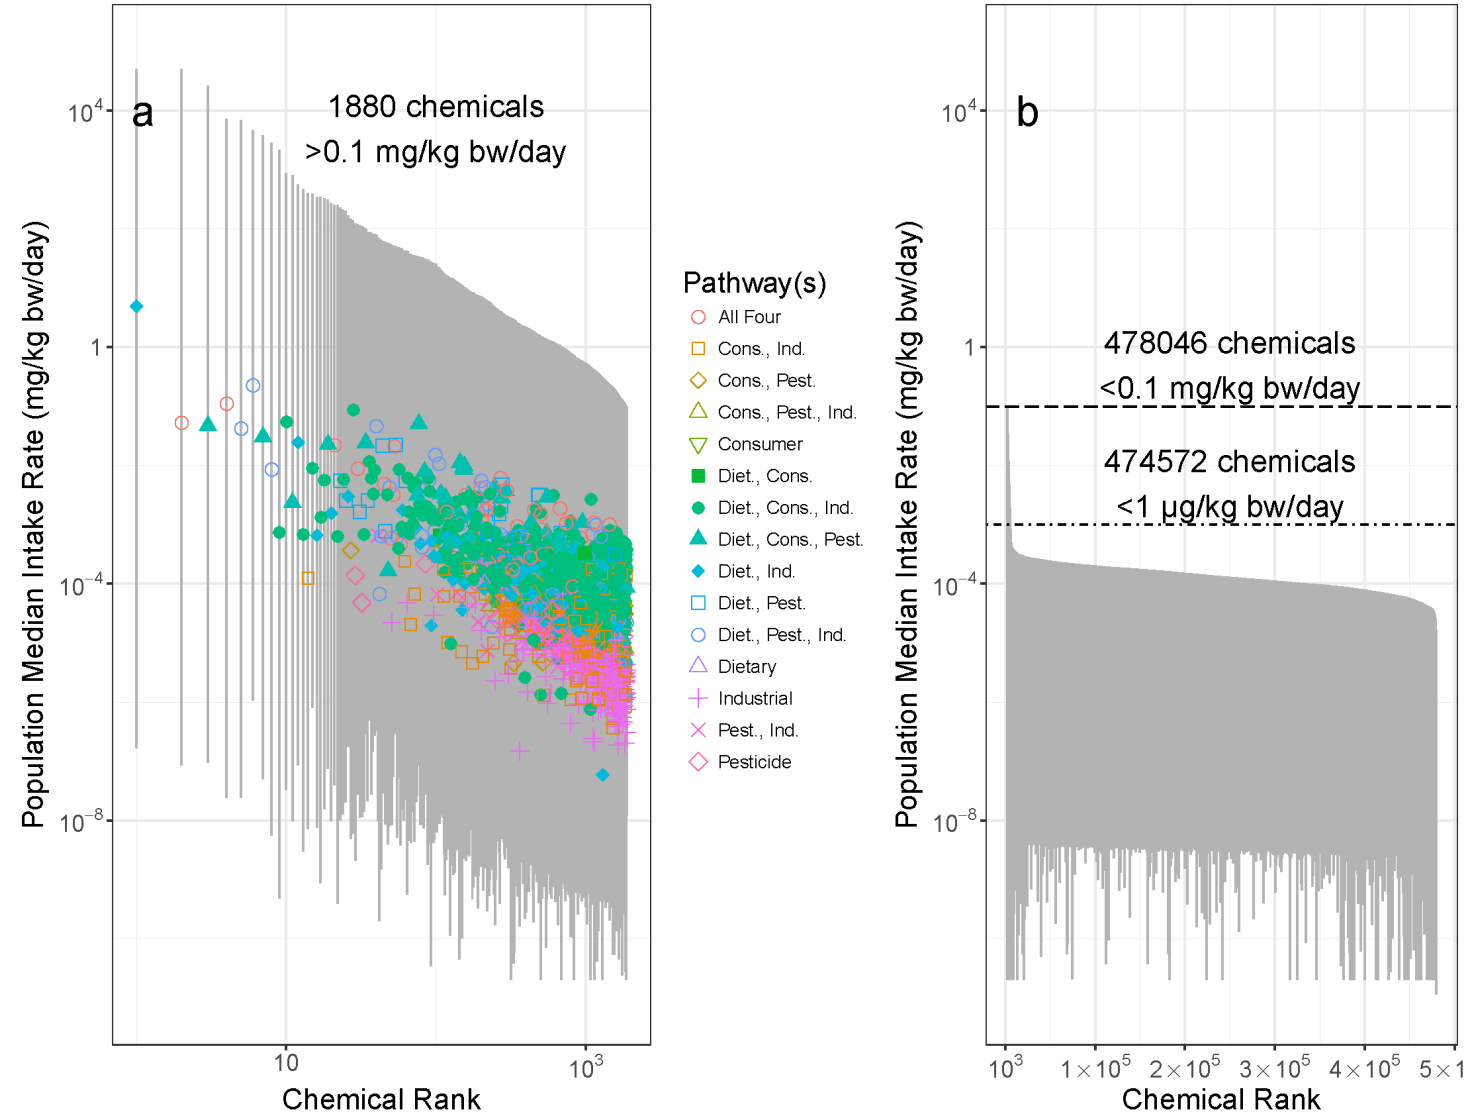 a
1880 chemicals
>0.1 mg/kg bw/day
Population Median Intake Rate (mg/kg bw/day)
10⁴
1
10⁻⁴
10⁻⁸
10
10³
Chemical Rank
Pathway(s)
All Four
Cons., Ind.
Cons., Pest.
Cons., Pest., Ind.
Consumer
Diet., Cons.
Diet., Cons., Ind.
Diet., Cons., Pest.
Diet., Ind.
Diet., Pest.
Diet., Pest., Ind.
Dietary
Industrial
Pest., Ind.
Pesticide
b
478046 chemicals
<0.1 mg/kg bw/day
474572 chemicals
<1 μg/kg bw/day
Population Median Intake Rate (mg/kg bw/day)
10⁴
1
10⁻⁴
10⁻⁸
10³
1×10⁵
2×10⁵
3×10⁵
4×10⁵
5×1
Chemical Rank